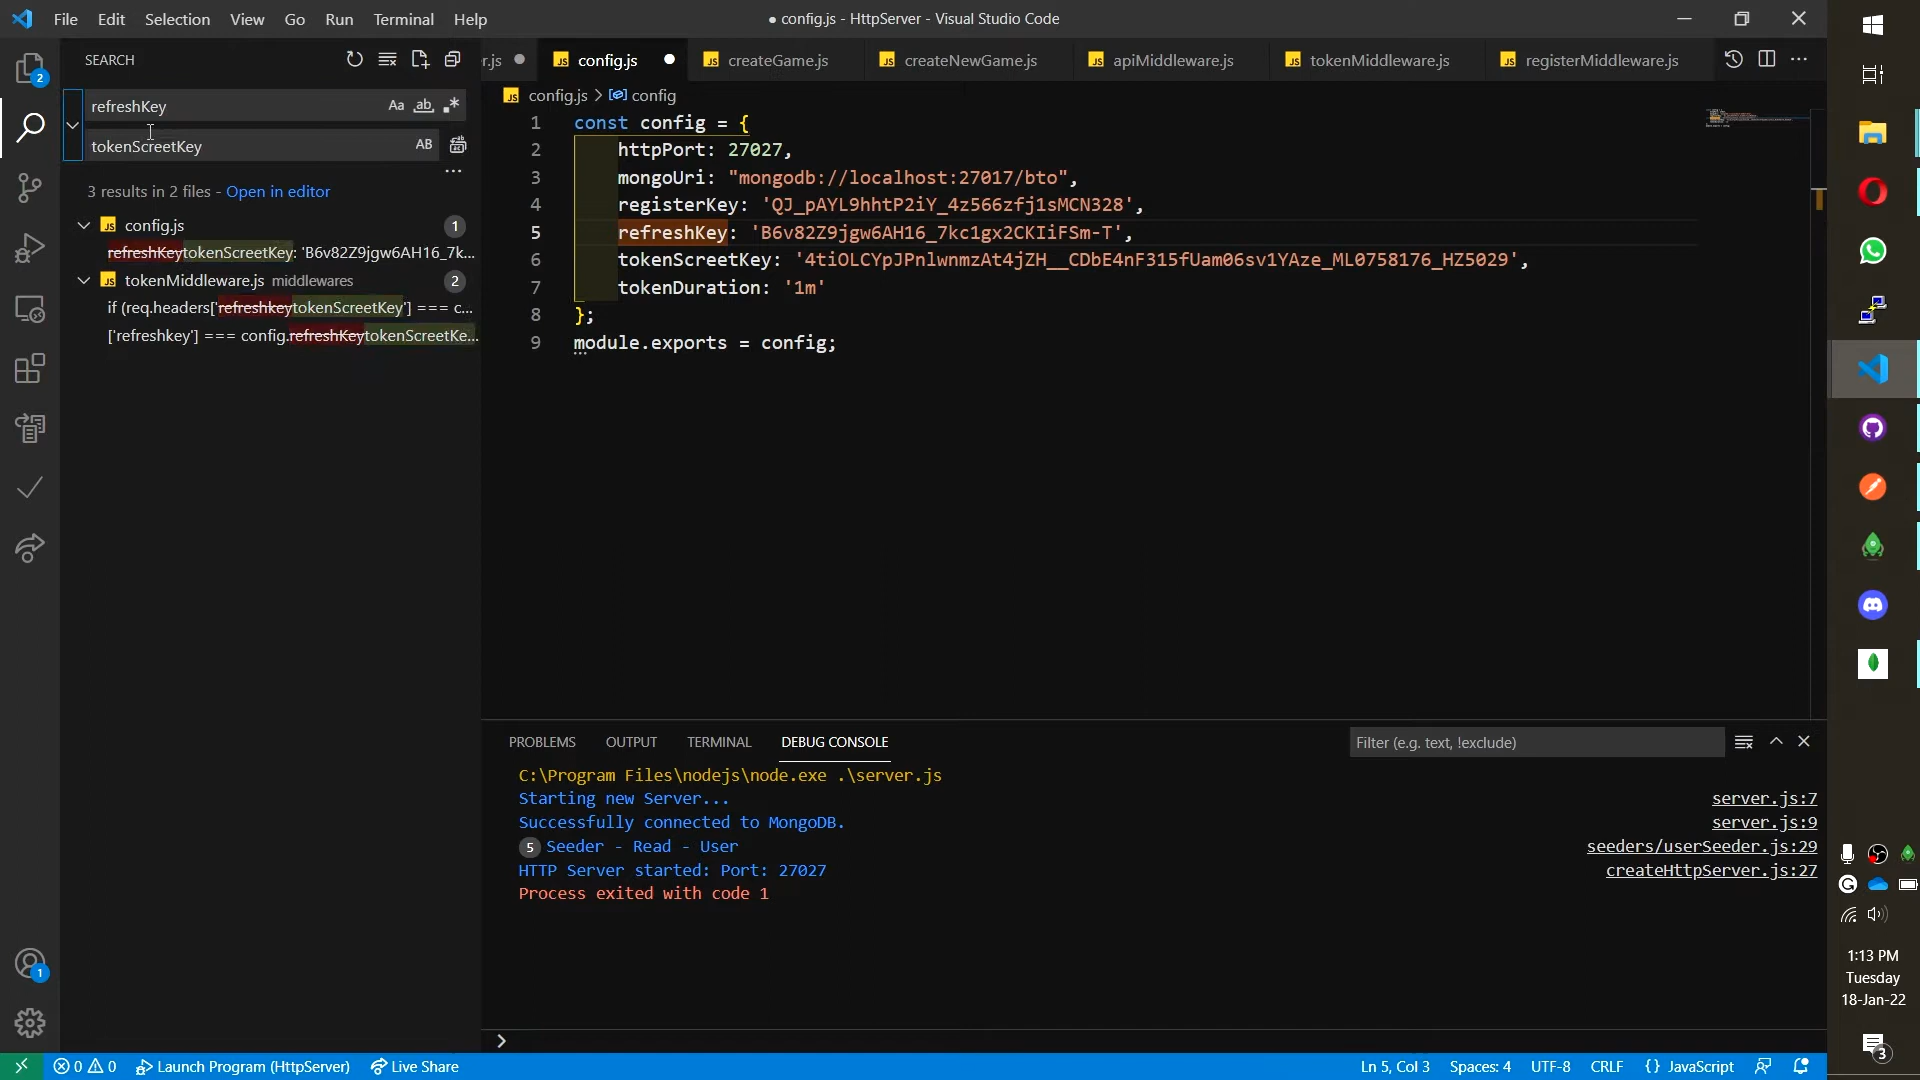 File Edit Selection View Go Run Terminal Help
● config.js - HttpServer - Visual Studio Code
SEARCH
r.js
config.js
createGame.js
createNewGame.js
apiMiddleware.js
tokenMiddleware.js
registerMiddleware.js
refreshKey
Aa ab
tokenScreetKey
AB
3 results in 2 files - Open in editor
config.js 1
refreshKeytokenScreetKey: 'B6v82Z9jgw6AH16_7k...
tokenMiddleware.js middlewares 2
if (req.headers['refreshkeytokenScreetKey'] === c...
['refreshkey'] === config.refreshKeytokenScreetKe...
config.js > config
1 const config = {
2 httpPort: 27027,
3 mongoUri: "mongodb://localhost:27017/bto",
4 registerKey: 'QJ_pAYL9hhtP2iY_4z566zfj1sMCN328',
5 refreshKey: 'B6v82Z9jgw6AH16_7kc1gx2CKIiFSm-T',
6 tokenScreetKey: '4tiOLCYpJPnlwnmzAt4jZH__CDbE4nF315fUam06sv1YAze_ML0758176_HZ5029',
7 tokenDuration: '1m'
8 };
9 module.exports = config;
PROBLEMS OUTPUT TERMINAL DEBUG CONSOLE
Filter (e.g. text, !exclude)
C:\Program Files\nodejs\node.exe .\server.js
Starting new Server... server.js:7
Successfully connected to MongoDB. server.js:9
5 Seeder - Read - User seeders/userSeeder.js:29
HTTP Server started: Port: 27027 createHttpServer.js:27
Process exited with code 1
2
1
0 0 Launch Program (HttpServer) Live Share
Ln 5, Col 3 Spaces: 4 UTF-8 CRLF {} JavaScript
1:13 PM
Tuesday
18-Jan-22
3